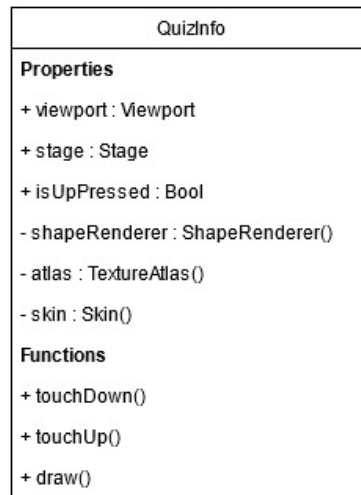 QuizInfo
Properties
+ viewport : Viewport
+ stage : Stage
+ isUpPressed : Bool
- shapeRenderer : ShapeRenderer()
- atlas : TextureAtlas()
- skin : Skin()
Functions
+ touchDown()
+ touchUp()
+ draw()